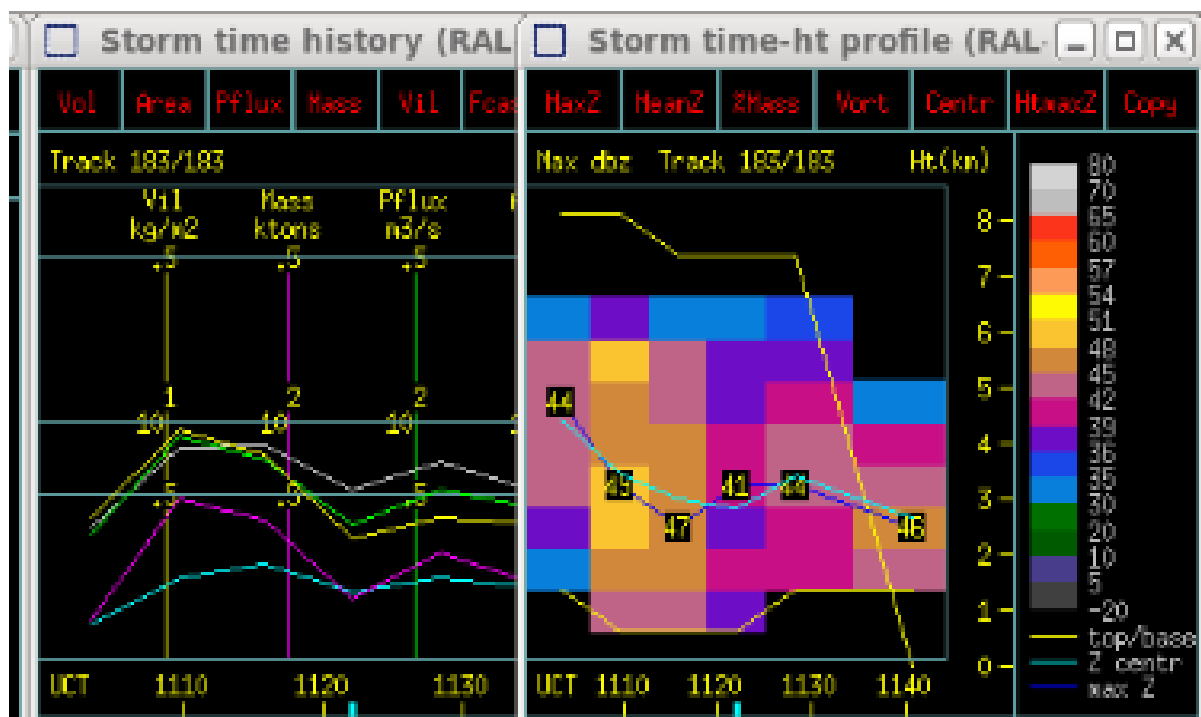 Storm time history (RAL
Vol Area Pflux Mass Vil Fcas
Track 183/183
Vil Mass Pflux
kg/m2 ktons m3/s
.5 .5 .5
1 2 2
10 10 10
.5 5 5
UCT 1110 1120 1130
Storm time-ht profile (RAL-
MaxZ MeanZ %Mass Vort Centr HtmaxZ Copy
Max dbz Track 183/183 Ht(km)
8
7
6
5
4
3
2
1
0
44
49
47
41
44
46
UCT 1110 1120 1130 1140
80
70
65
60
57
54
51
48
45
42
39
36
35
30
20
10
5
-20
top/base
Z centr
max Z